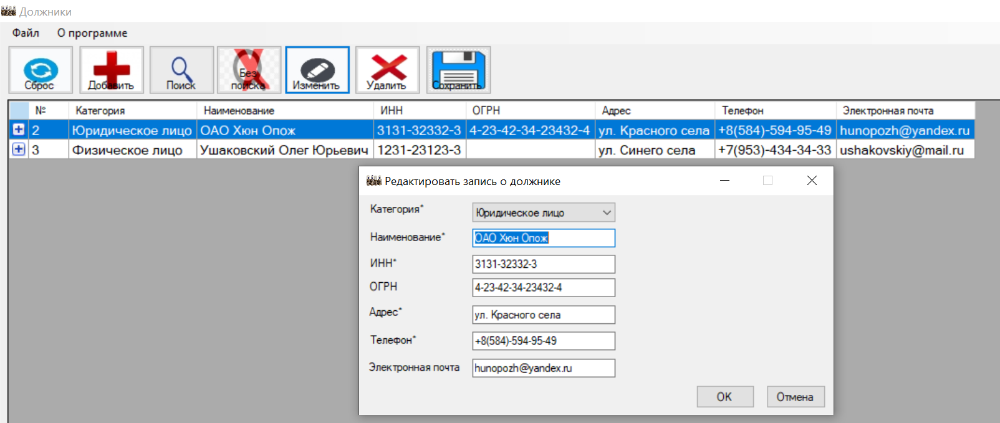 Должники
Файл О программе
Сброс Добавить Поиск Без поиска Изменить Удалить Сохранить
№ Категория Наименование ИНН ОГРН Адрес Телефон Электронная почта
2 Юридическое лицо ОАО Хюн Опож 3131-32332-3 4-23-42-34-23432-4 ул. Красного села +8(584)-594-95-49 hunopozh@yandex.ru
3 Физическое лицо Ушаковский Олег Юрьевич 1231-23123-3 ул. Синего села +7(953)-434-34-33 ushakovskiy@mail.ru
Редактировать запись о должнике
Категория* Юридическое лицо
Наименование* ОАО Хюн Опож
ИНН* 3131-32332-3
ОГРН 4-23-42-34-23432-4
Адрес* ул. Красного села
Телефон* +8(584)-594-95-49
Электронная почта hunopozh@yandex.ru
ОК Отмена